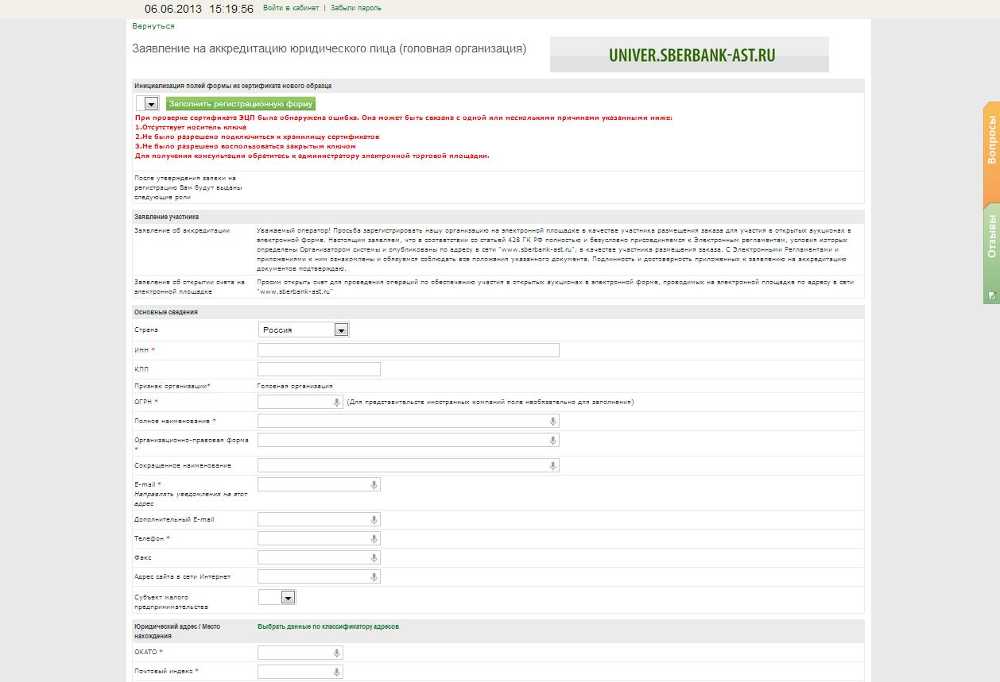 06.06.2013 15:19:56 Войти в кабинет | Забыли пароль
Вернуться
Заявление на аккредитацию юридического лица (головная организация)
UNIVER.SBERBANK-AST.RU
Инициализация полей формы из сертификата нового образца
Заполнить регистрационную форму
При проверке сертификата ЭЦП была обнаружена ошибка. Она может быть связана с одной или несколькими причинами указанными ниже:
1.Отсутствует носитель ключа
2.Не было разрешено подключиться к хранилищу сертификатов
3.Не было разрешено воспользоваться закрытым ключом
Для получения консультации обратитесь к администратору электронной торговой площадки.
После утверждения заявки на
регистрацию Вам будут выданы
следующие роли
Заявление участника
Заявление об аккредитации
Уважаемый оператор! Просьба зарегистрировать нашу организацию на электронной площадке в качестве участника размещения заказа для участия в открытых аукционах в
электронной форме. Настоящим заявляем, что в соответствии со статьей 428 ГК РФ полностью и безусловно присоединяемся к Электронным регламентам, условия которых
определены Организатором системы и опубликованы по адресу в сети "www.sberbank-ast.ru", в качестве участника размещения заказа. С Электронными Регламентами и
приложениями к ним ознакомлены и обязуемся соблюдать все положения указанного документа. Подлинность и достоверность приложенных к заявлению на аккредитацию
документов подтверждаю.
Заявление об открытии счета на
электронной площадке
Просим открыть счет для проведения операций по обеспечению участия в открытых аукционах в электронной форме, проводимых на электронной площадке по адресу в сети
"www.sberbank-ast.ru"
Основные сведения
Страна
Россия
ИНН *
КПП
Признак организации*
Головная организация
ОГРН *
(Для представительств иностранных компаний поле необязательно для заполнения)
Полное наименование *
Организационно-правовая форма
*
Сокращенное наименование
E-mail *
Направлять уведомления на этот
адрес
Дополнительный E-mail
Телефон *
Факс
Адрес сайта в сети Интернет
Субъект малого
предпринимательства
Юридический адрес / Место
нахождения
Выбрать данные по классификатору адресов
ОКАТО *
Почтовый индекс *
Вопросы
Отзывы